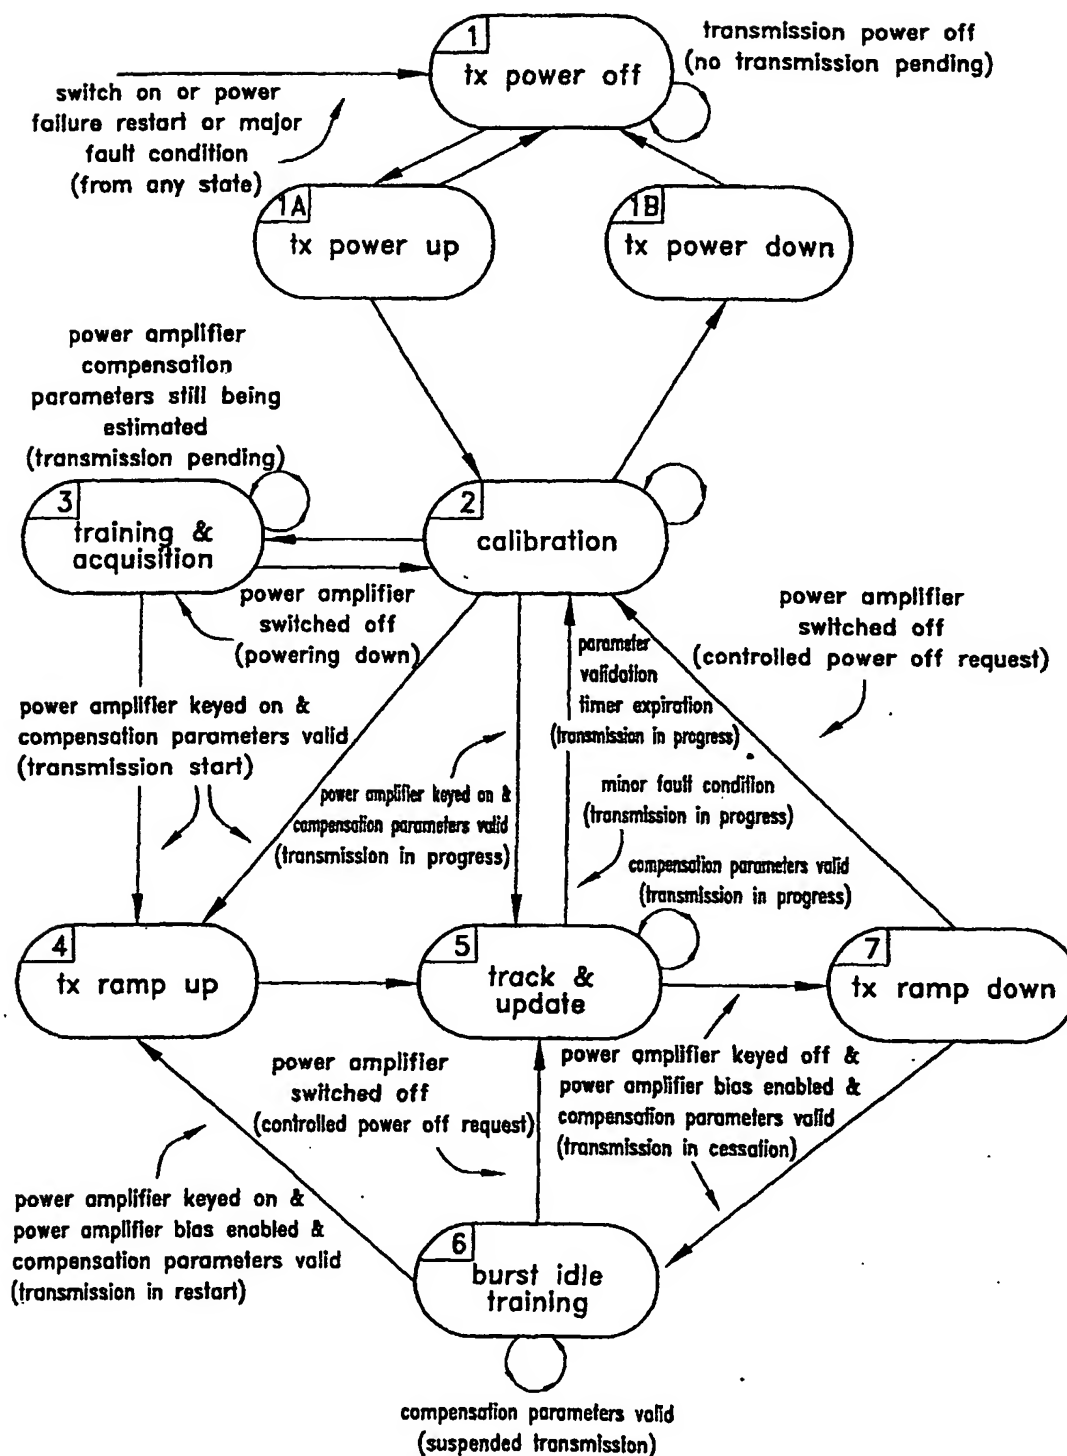 1
tx power off
transmission power off
(no transmission pending)
switch on or power
failure restart or major
fault condition
(from any state)
1A
tx power up
1B
tx power down
power amplifier
compensation
parameters still being
estimated
(transmission pending)
3
training &
acquisition
2
calibration
power amplifier
switched off
(powering down)
parameter
validation
timer expiration
(transmission in progress)
power amplifier
switched off
(controlled power off request)
power amplifier keyed on &
compensation parameters valid
(transmission start)
power amplifier keyed on &
compensation parameters valid
(transmission in progress)
minor fault condition
(transmission in progress)
compensation parameters valid
(transmission in progress)
4
tx ramp up
5
track &
update
7
tx ramp down
power amplifier
switched off
(controlled power off request)
power amplifier keyed off &
power amplifier bias enabled &
compensation parameters valid
(transmission in cessation)
power amplifier keyed on &
power amplifier bias enabled &
compensation parameters valid
(transmission in restart)
6
burst idle
training
compensation parameters valid
(suspended transmission)